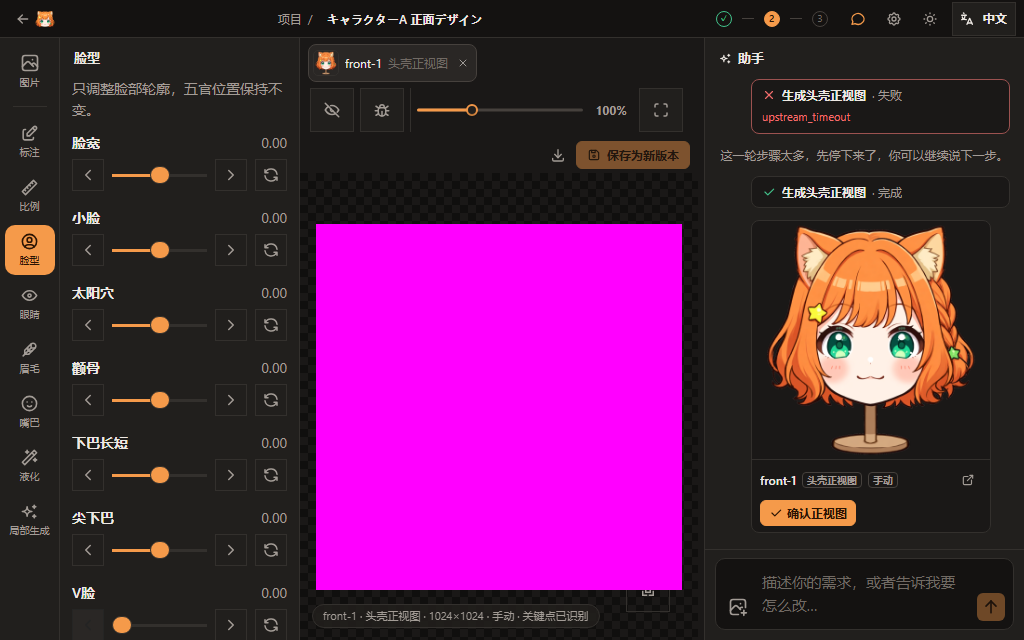 项目 / キャラクターA 正面デザイン
2
3
中文
图片
标注
比例
脸型
眼睛
眉毛
嘴巴
液化
局部生成
脸型
只调整脸部轮廓，五官位置保持不变。
脸宽 0.00
小脸 0.00
太阳穴 0.00
颧骨 0.00
下巴长短 0.00
尖下巴 0.00
V脸 0.00
front-1 头壳正视图
100%
保存为新版本
front-1 · 头壳正视图 · 1024×1024 · 手动 · 关键点已识别
助手
生成头壳正视图 · 失败
upstream_timeout
这一轮步骤太多，先停下来了，你可以继续说下一步。
生成头壳正视图 · 完成
front-1 头壳正视图 手动
确认正视图
描述你的需求，或者告诉我要
怎么改...